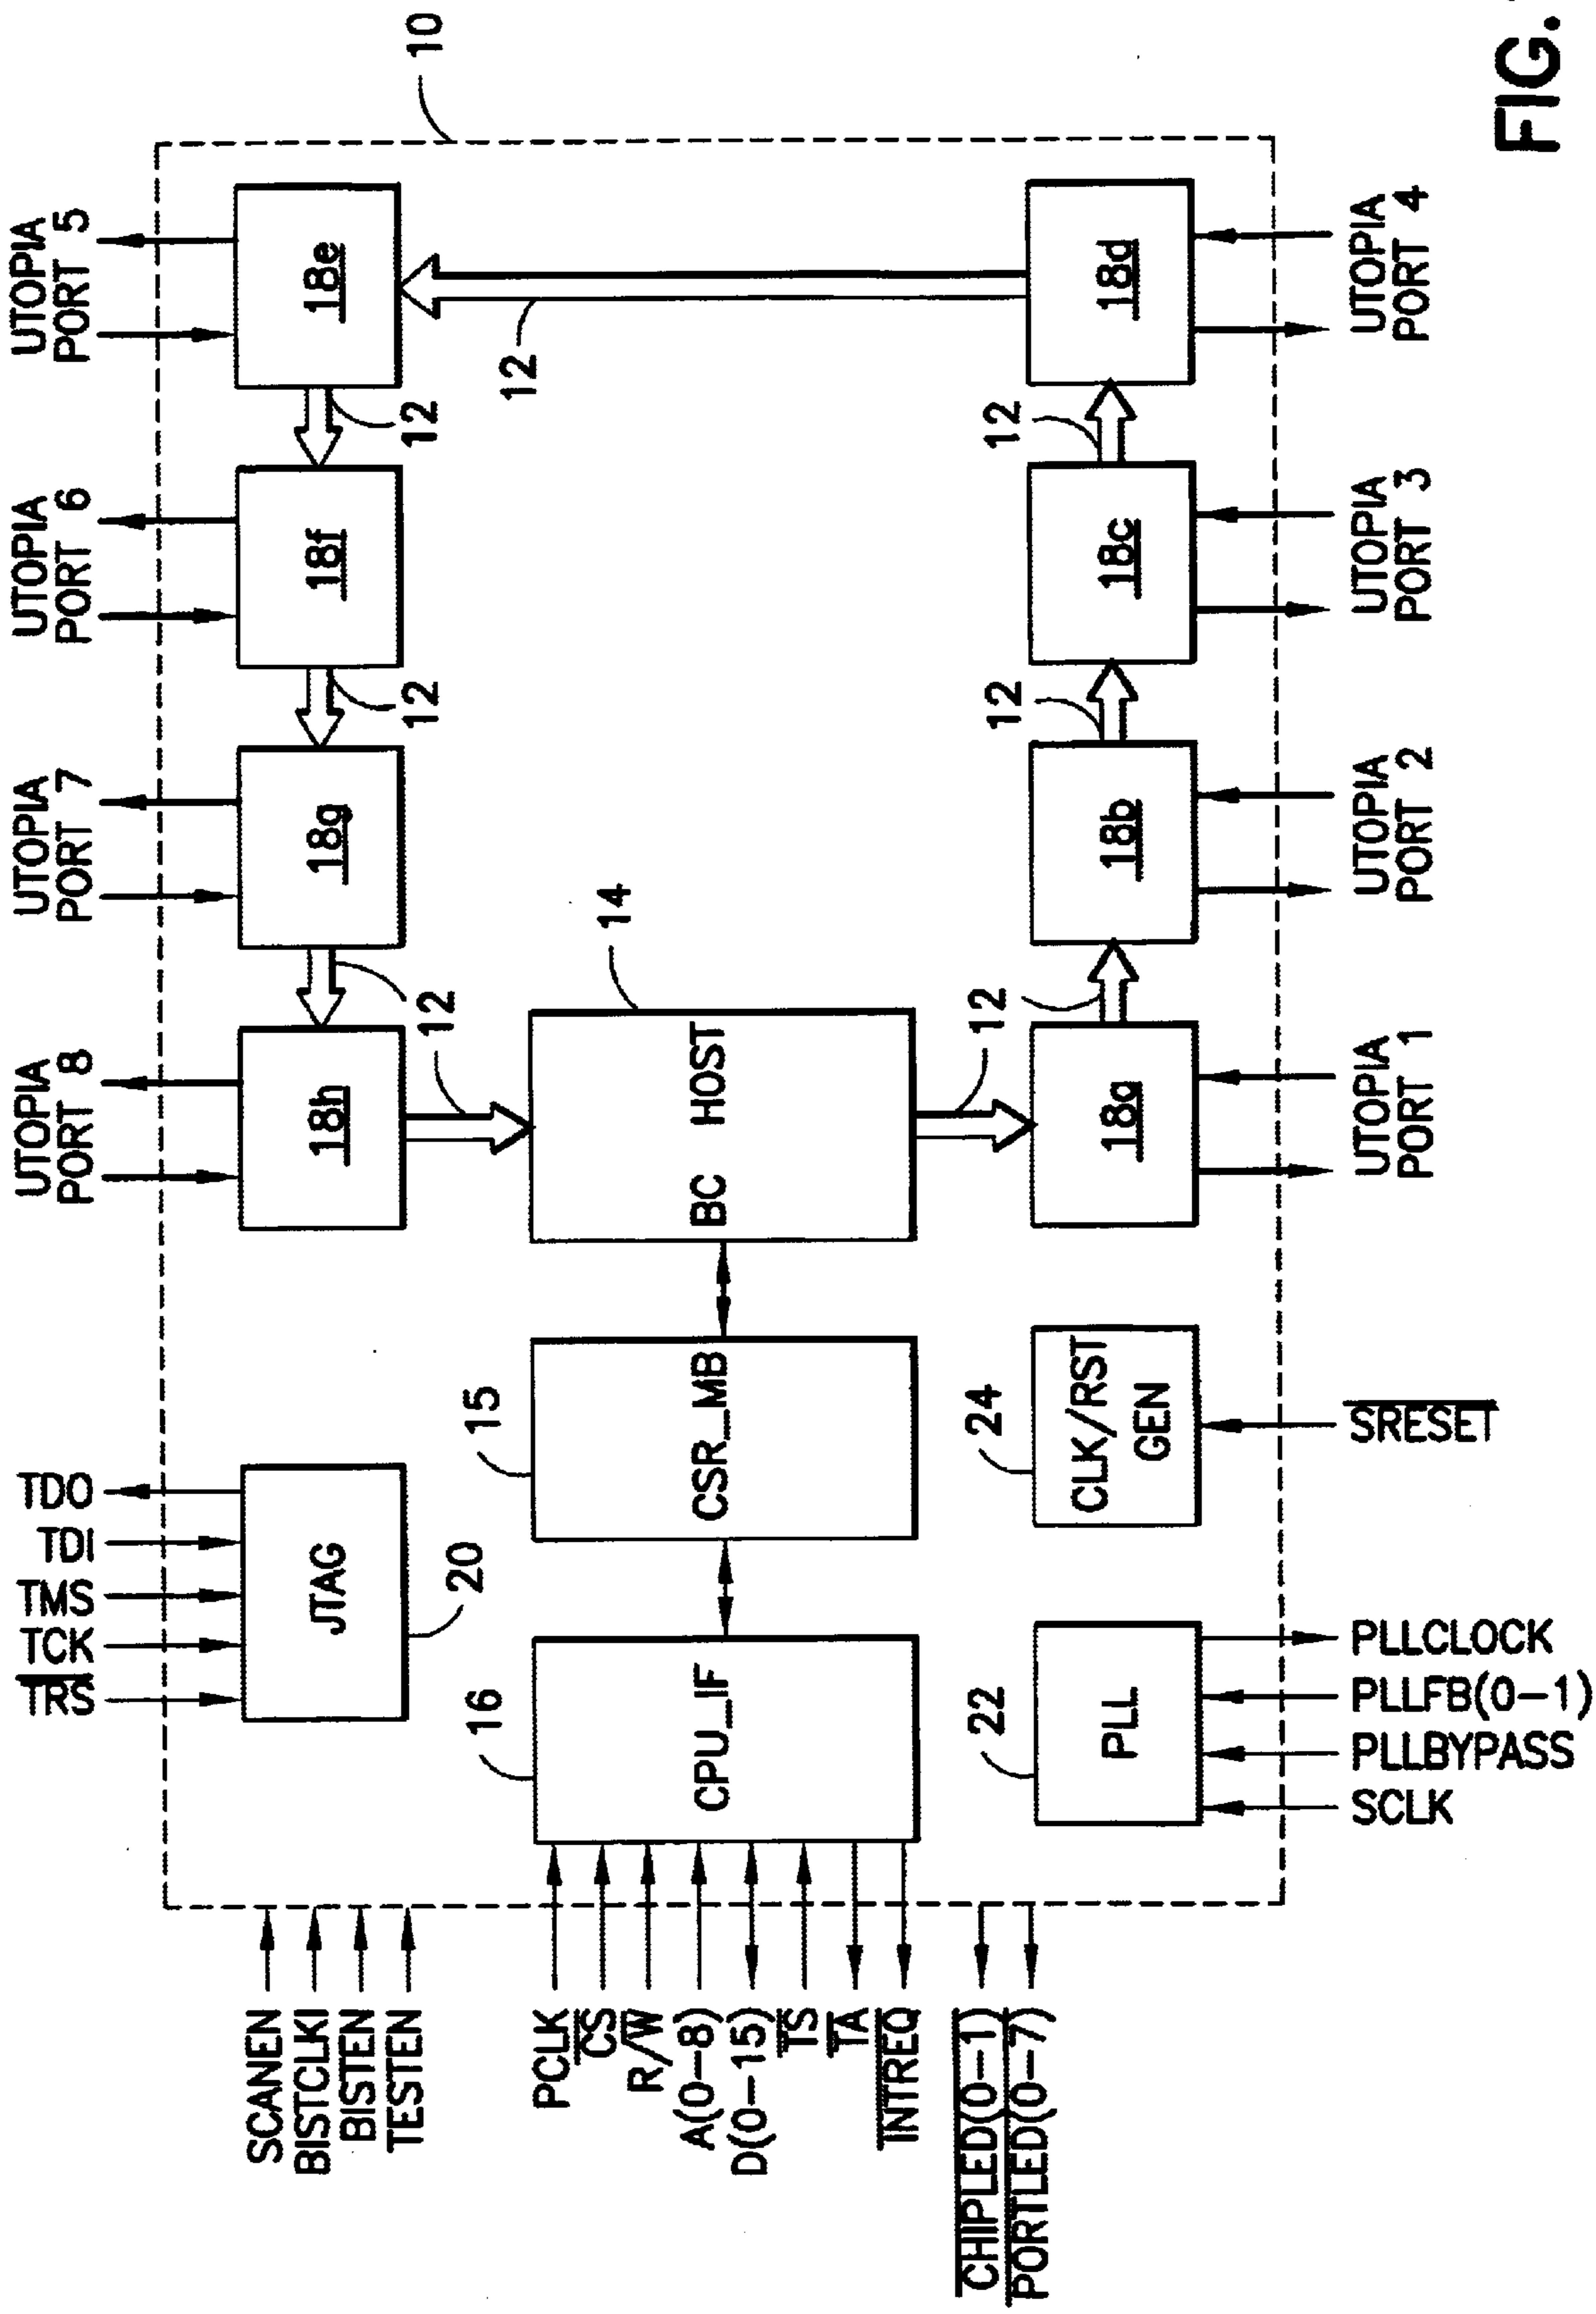 SCANEN
BISTCLKI
BISTEN
TESTEN
TRS
TCK
TMS
TDI
TDO
JTAG
20
UTOPIA
PORT 8
UTOPIA
PORT 7
UTOPIA
PORT 6
UTOPIA
PORT 5
10
18h
18g
18f
18e
12
12
12
12
12
PCLK
CS
R/W
A(0–8)
D(0–15)
TS
TA
INTREQ
16
CPU_IF
15
CSR_MB
14
BC HOST
CHIPLED(0–1)
PORTLED(0–7)
22
PLL
24
CLK/RST
GEN
12
12
12
12
18a
18b
18c
18d
SCLK
PLLBYPASS
PLLFB(0–1)
PLLCLOCK
SRESET
UTOPIA
PORT 1
UTOPIA
PORT 2
UTOPIA
PORT 3
UTOPIA
PORT 4
FIG.